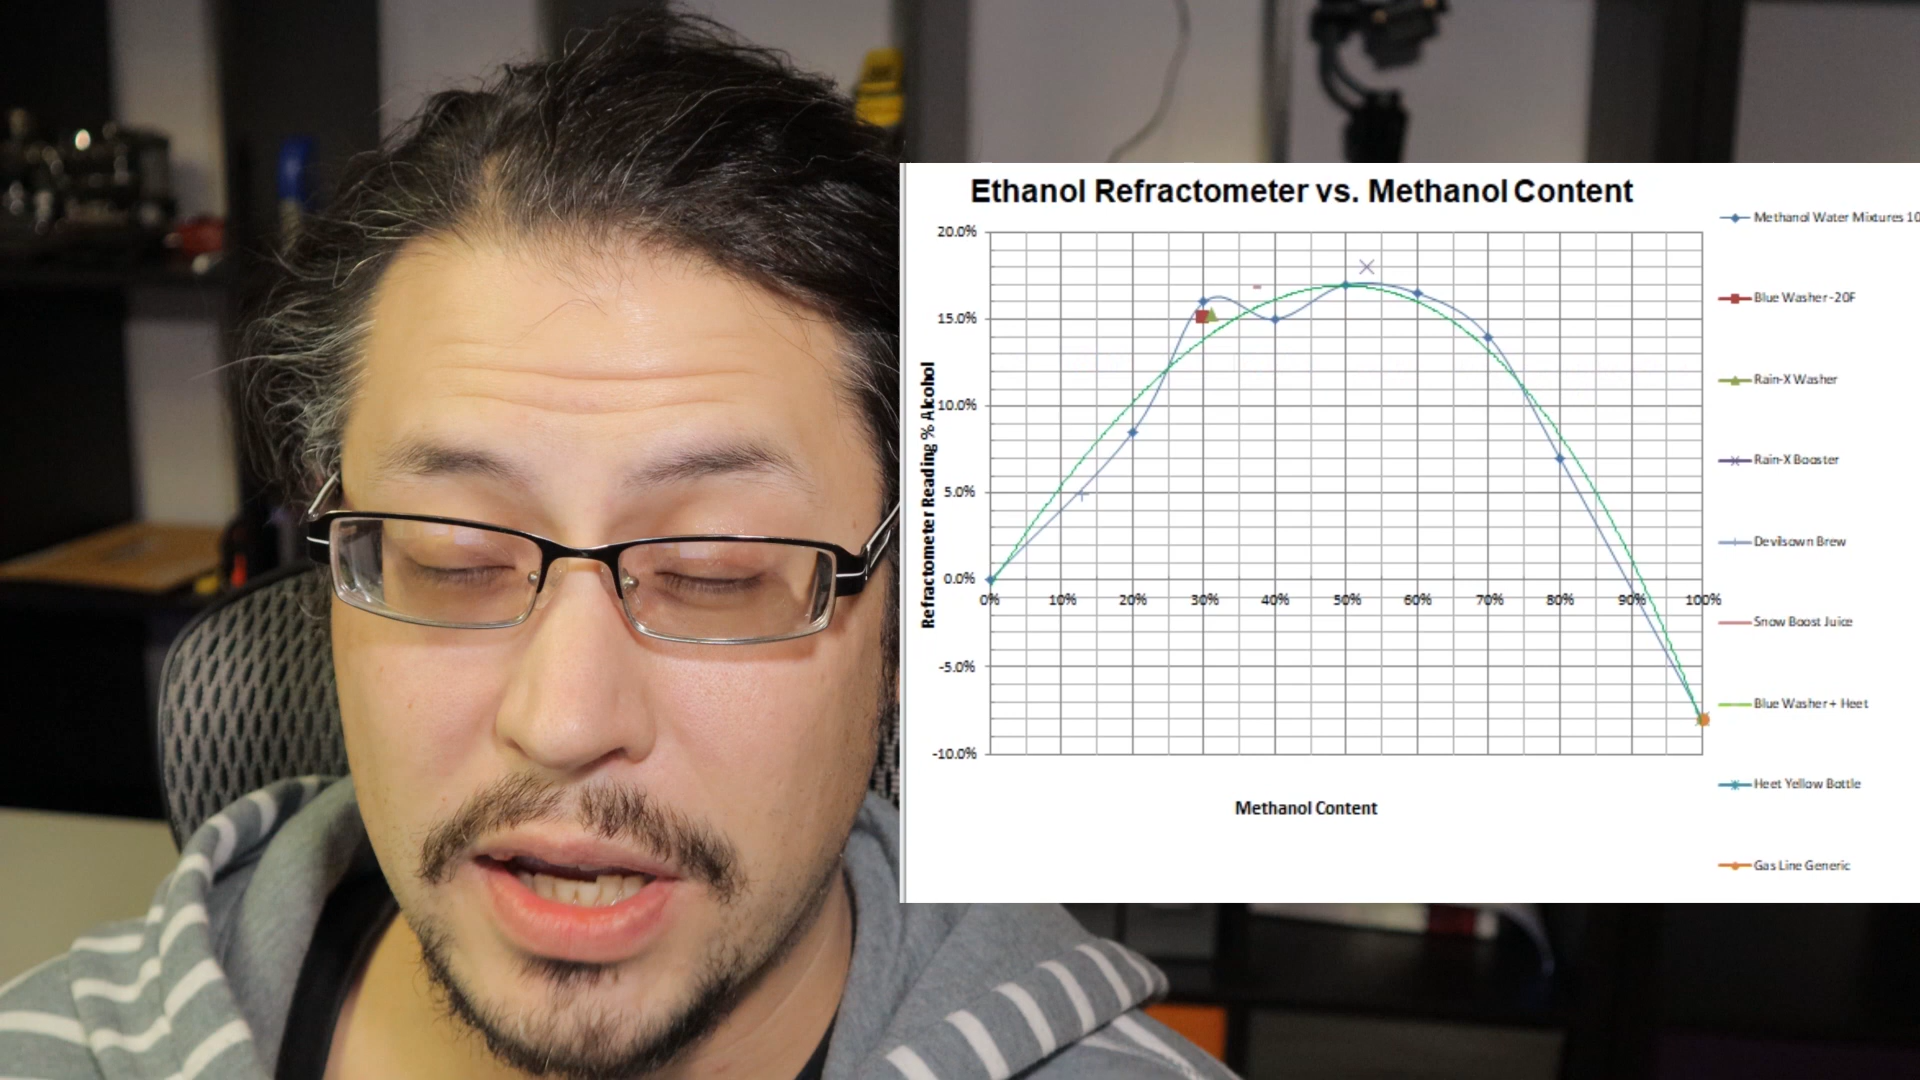 Ethanol Refractometer vs. Methanol Content
Refractometer Reading % Alcohol
20.0%
15.0%
10.0%
5.0%
0.0%
-5.0%
-10.0%
0% 10% 20% 30% 40% 50% 60% 70% 80% 90% 100%
Methanol Content
Methanol Water Mixtures 10
Blue Washer -20F
Rain-X Washer
Rain-X Booster
Devilsown Brew
Snow Boost Juice
Blue Washer + Heet
Heet Yellow Bottle
Gas Line Generic